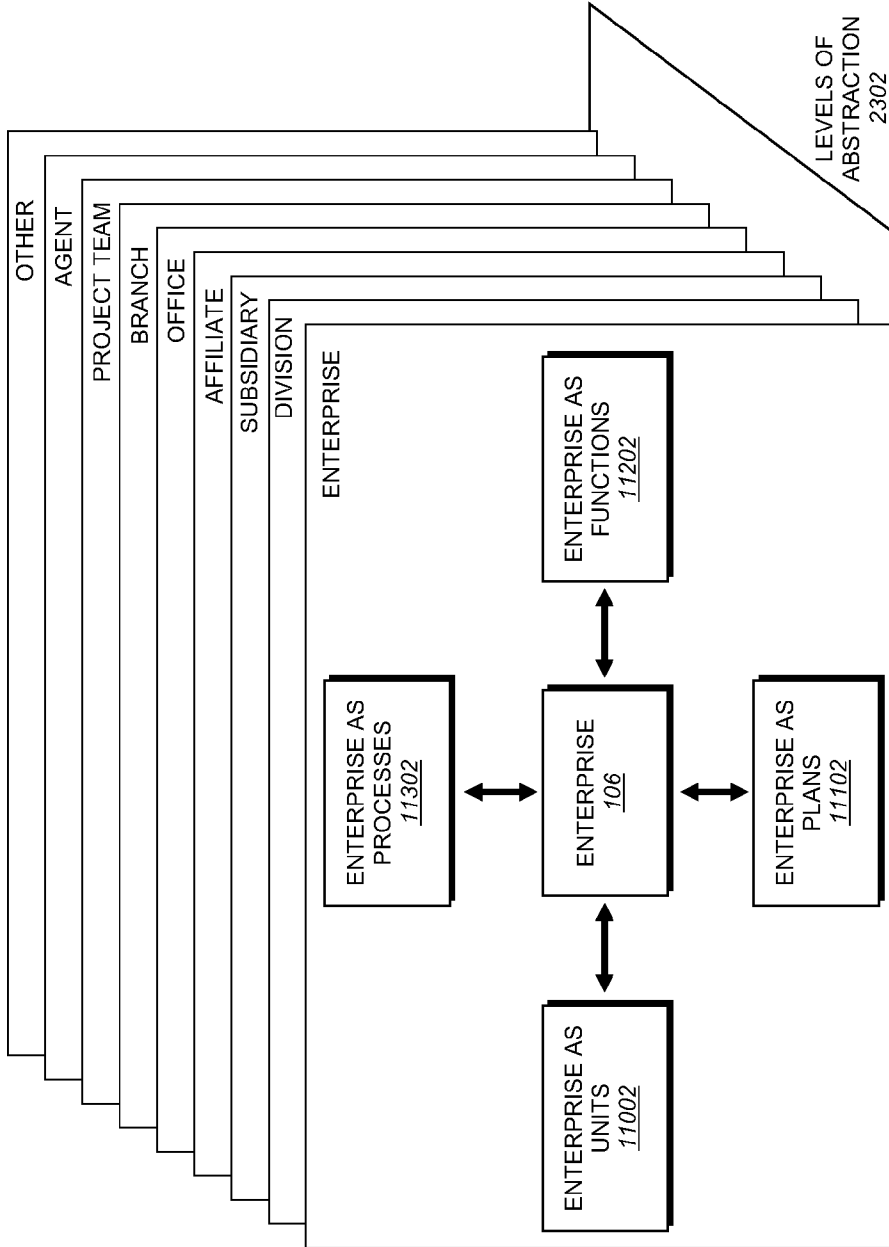 OTHER
AGENT
PROJECT TEAM
BRANCH
OFFICE
AFFILIATE
SUBSIDIARY
DIVISION
ENTERPRISE
ENTERPRISE AS
PROCESSES
11302
ENTERPRISE AS
UNITS
11002
ENTERPRISE
106
ENTERPRISE AS
FUNCTIONS
11202
ENTERPRISE AS
PLANS
11102
LEVELS OF
ABSTRACTION
2302